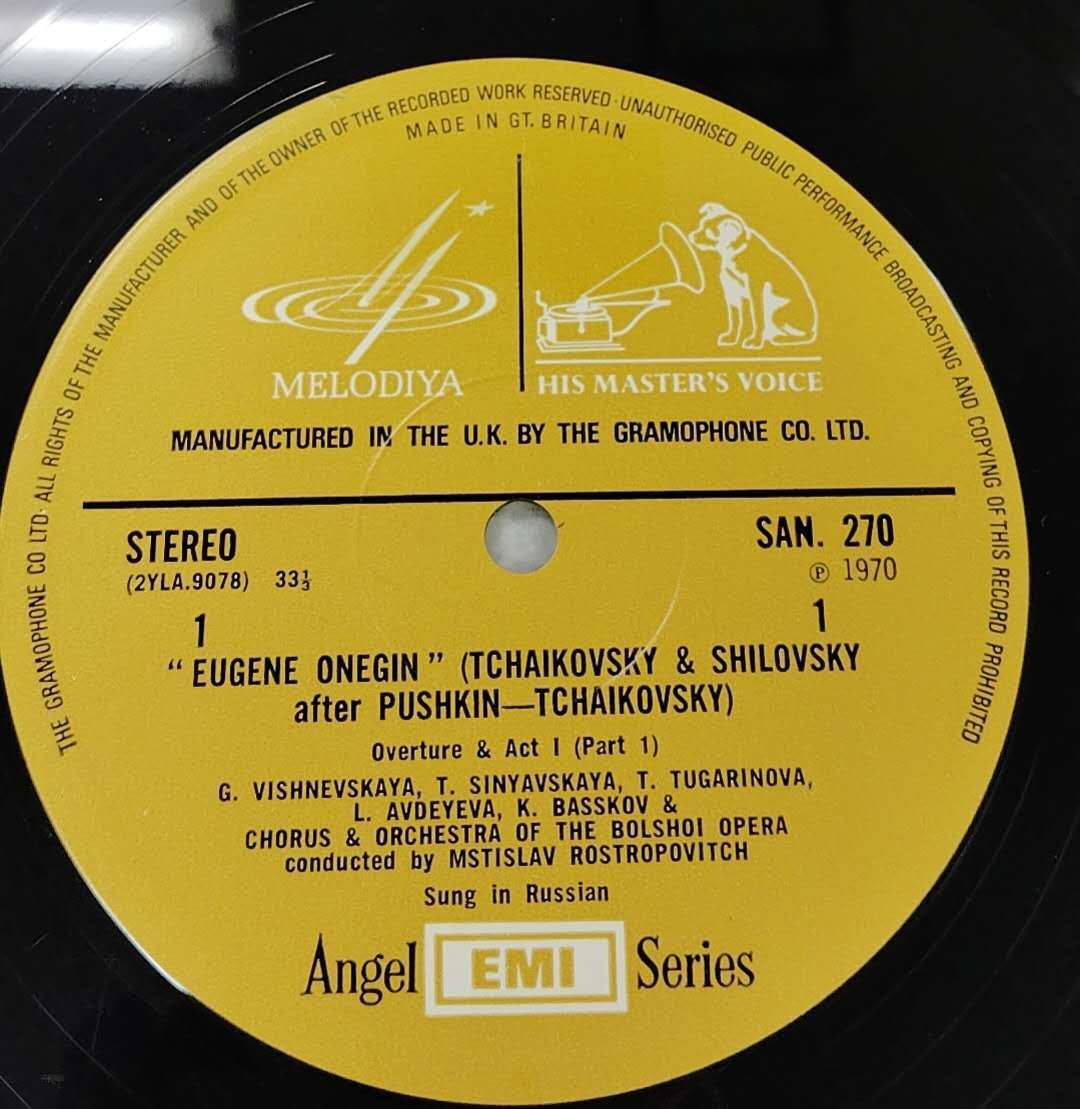 THE GRAMOPHONE CO LTD· ALL RIGHTS OF THE MANUFACTURER AND OF THE OWNER OF THE RECORDED WORK RESERVED · UNAUTHORISED PUBLIC PERFORMANCE BROADCASTING AND COPYING OF THIS RECORD PROHIBITED
MADE IN GT. BRITAIN
MELODIYA
HIS MASTER'S VOICE
MANUFACTURED IN THE U.K. BY THE GRAMOPHONE CO. LTD.
STEREO SAN. 270
(2YLA.9078) 33⅓ ℗ 1970
1 1
“EUGENE ONEGIN” (TCHAIKOVSKY & SHILOVSKY
after PUSHKIN—TCHAIKOVSKY)
Overture & Act I (Part 1)
G. VISHNEVSKAYA, T. SINYAVSKAYA, T. TUGARINOVA,
L. AVDEYEVA, K. BASSKOV &
CHORUS & ORCHESTRA OF THE BOLSHOI OPERA
conducted by MSTISLAV ROSTROPOVITCH
Sung in Russian
Angel EMI Series